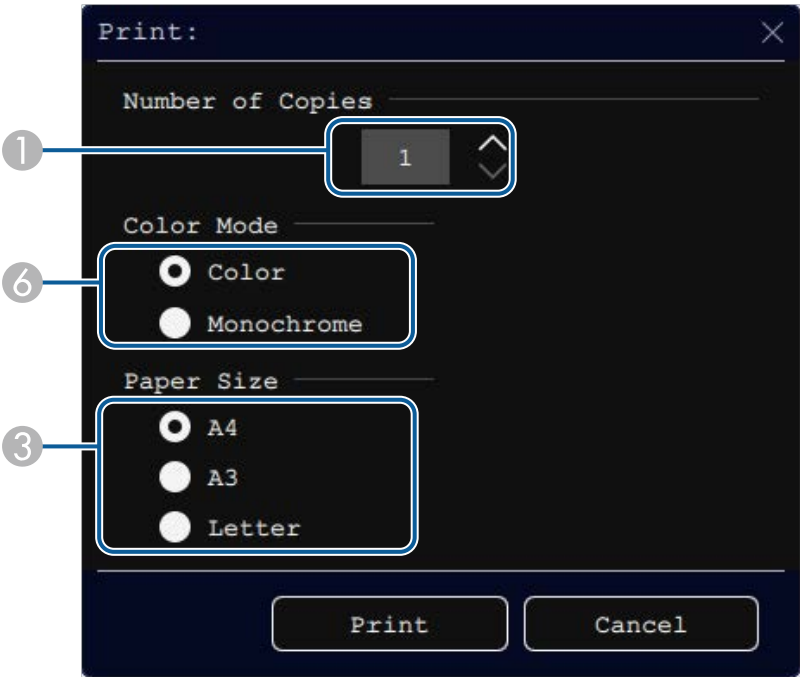 Print:
Number of Copies
1
1
Color Mode
6
Color
Monochrome
Paper Size
3
A4
A3
Letter
Print
Cancel